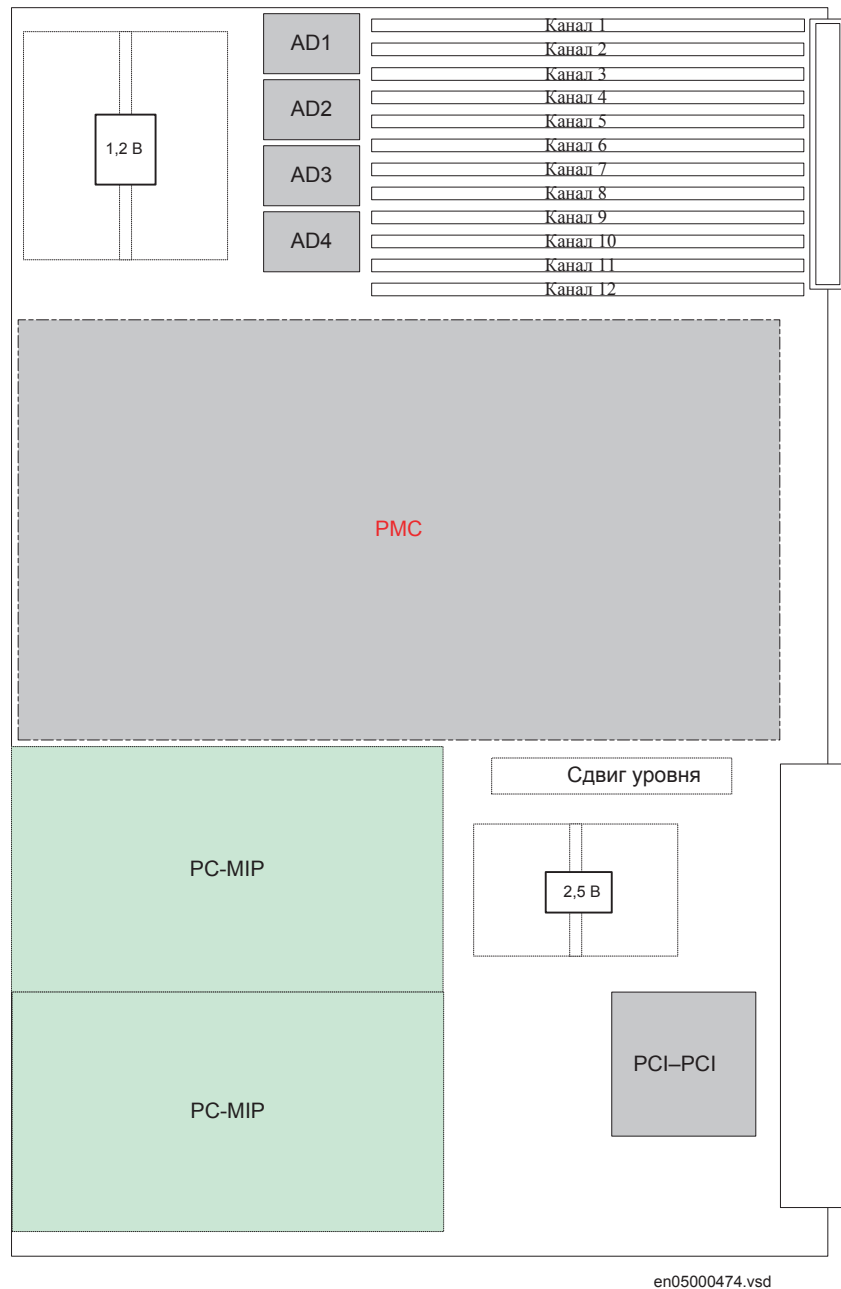 AD1
AD2
AD3
AD4
1,2 В
Канал 1
Канал 2
Канал 3
Канал 4
Канал 5
Канал 6
Канал 7
Канал 8
Канал 9
Канал 10
Канал 11
Канал 12
PMC
Сдвиг уровня
PC-MIP
2,5 В
PCI–PCI
PC-MIP
en05000474.vsd